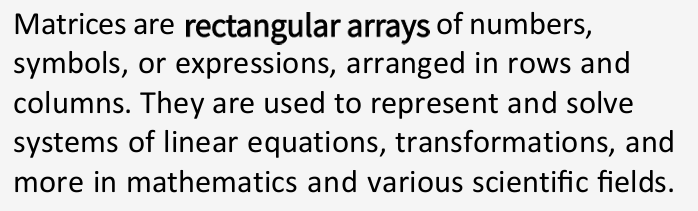 Matrices are rectangular arrays of numbers,
symbols, or expressions, arranged in rows and
columns. They are used to represent and solve
systems of linear equations, transformations, and
more in mathematics and various scientific fields.